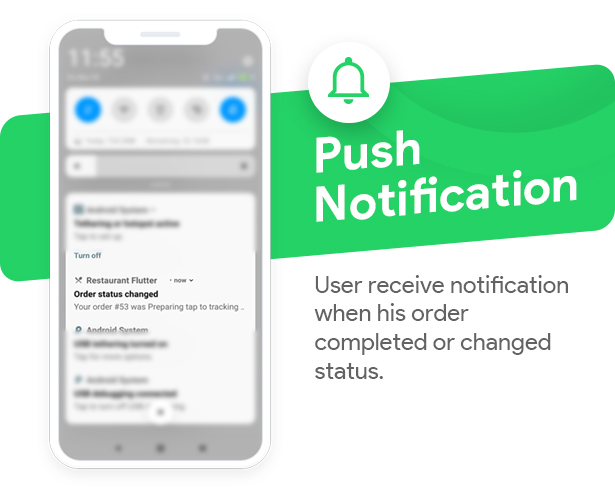 11:55
Android System
Tethering or hotspot active
Tap to set up.
Turn off
Restaurant Flutter • now
Order status changed
Your order #53 was Preparing tap to tracking ..
Android System
USB tethering turned on
Tap for more options.
Android System
USB debugging connected
Tap to turn off USB
Push
Notification
User receive notification
when his order
completed or changed
status.